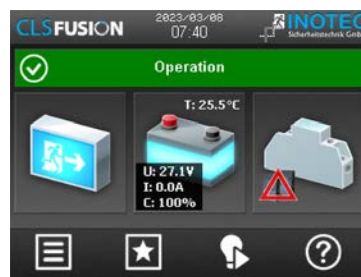 CLSFUSION
2023/03/08
07:40
INOTEC
Sicherheitstechnik GmbH
Operation
T: 25.5°C
U: 27.1V
I: 0.0A
C: 100%